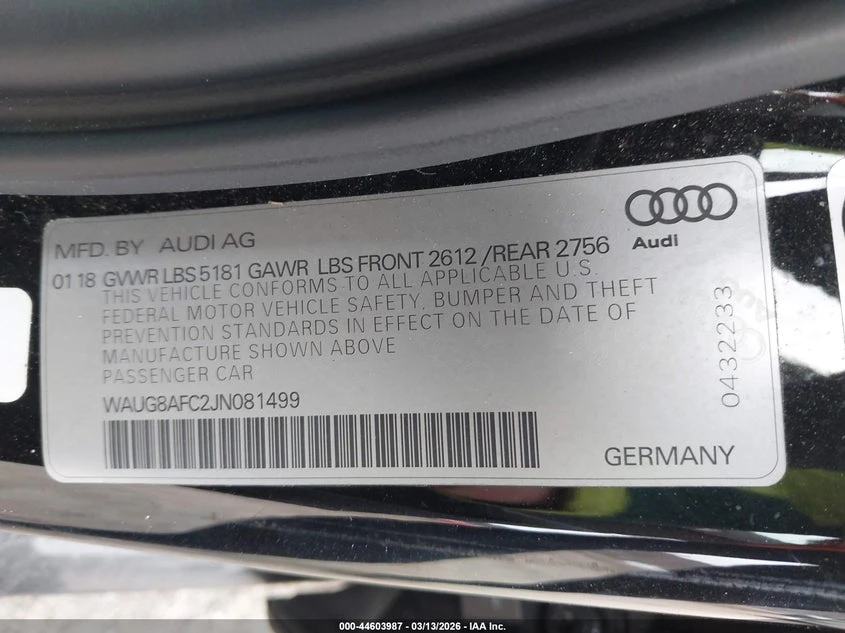 MFD. BY AUDI AG
Audi
01 18 GVWR LBS 5181 GAWR LBS FRONT 2612 /REAR 2756
THIS VEHICLE CONFORMS TO ALL APPLICABLE U.S.
FEDERAL MOTOR VEHICLE SAFETY, BUMPER AND THEFT
PREVENTION STANDARDS IN EFFECT ON THE DATE OF
MANUFACTURE SHOWN ABOVE
PASSENGER CAR
WAUG8AFC2JN081499
GERMANY
0432233
000-44603987 - 03/13/2026 - IAA Inc.